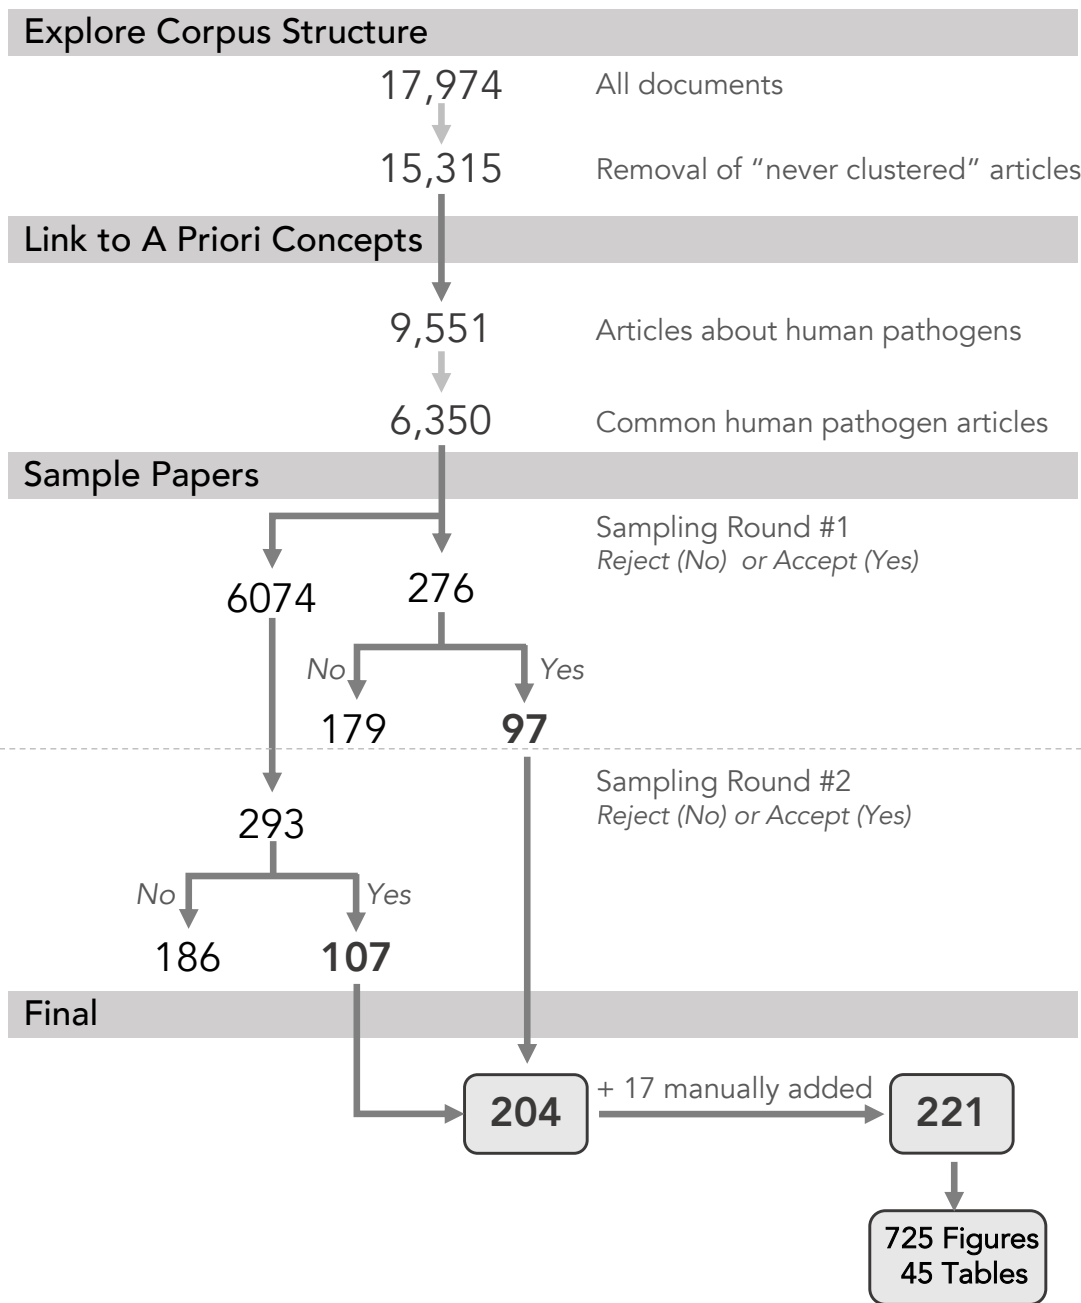 Explore Corpus Structure
17,974 All documents
15,315 Removal of “never clustered” articles
Link to A Priori Concepts
9,551 Articles about human pathogens
6,350 Common human pathogen articles
Sample Papers
Sampling Round #1
Reject (No) or Accept (Yes)
6074 276
No Yes
179 97
Sampling Round #2
Reject (No) or Accept (Yes)
293
No Yes
186 107
Final
204 + 17 manually added 221
725 Figures
45 Tables